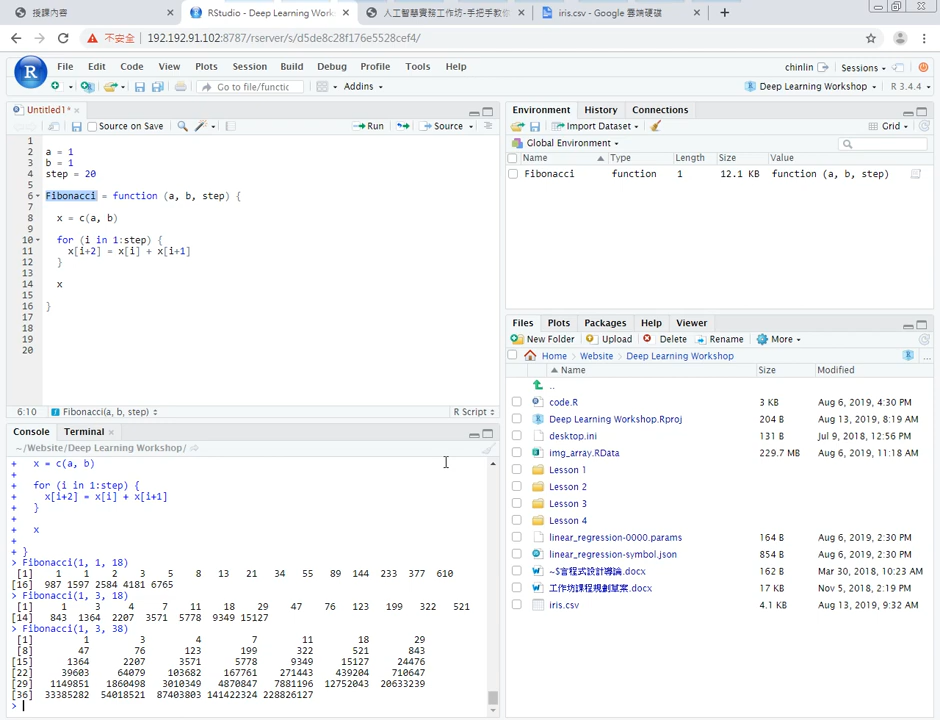 授課內容
RStudio - Deep Learning Work
人工智慧實務工作坊-手把手教
iris.csv - Google 雲端硬碟
不安全
192.192.91.102:8787/rserver/s/d5de8c28f176e5528cef4/
File Edit Code View Plots Session Build Debug Profile Tools Help
chinlin Sessions
Go to file/functic Addins
Deep Learning Workshop R 3.4.4
Untitled1*
Source on Save Run Source
1
2 a = 1
3 b = 1
4 step = 20
5
6 Fibonacci = function (a, b, step) {
7
8 x = c(a, b)
9
10 for (i in 1:step) {
11 x[i+2] = x[i] + x[i+1]
12 }
13
14 x
15
16 }
17
18
19
20
6:10 Fibonacci(a, b, step) R Script
Console Terminal
~/Website/Deep Learning Workshop/
+ x = c(a, b)
+
+ for (i in 1:step) {
+ x[i+2] = x[i] + x[i+1]
+ }
+
+ x
+
+ }
> Fibonacci(1, 1, 18)
[1] 1 1 2 3 5 8 13 21 34 55 89 144 233 377 610
[16] 987 1597 2584 4181 6765
> Fibonacci(1, 3, 18)
[1] 1 3 4 7 11 18 29 47 76 123 199 322 521
[14] 843 1364 2207 3571 5778 9349 15127
> Fibonacci(1, 3, 38)
[1] 1 3 4 7 11 18 29
[8] 47 76 123 199 322 521 843
[15] 1364 2207 3571 5778 9349 15127 24476
[22] 39603 64079 103682 167761 271443 439204 710647
[29] 1149851 1860498 3010349 4870847 7881196 12752043 20633239
[36] 33385282 54018521 87403803 141422324 228826127
>
Environment History Connections
Import Dataset Grid
Global Environment
Name Type Length Size Value
Fibonacci function 1 12.1 KB function (a, b, step)
Files Plots Packages Help Viewer
New Folder Upload Delete Rename More
Home Website Deep Learning Workshop
Name Size Modified
..
code.R 3 KB Aug 6, 2019, 4:30 PM
Deep Learning Workshop.Rproj 204 B Aug 13, 2019, 8:19 AM
desktop.ini 131 B Jul 9, 2018, 12:56 PM
img_array.RData 229.7 MB Aug 6, 2019, 11:18 AM
Lesson 1
Lesson 2
Lesson 3
Lesson 4
linear_regression-0000.params 164 B Aug 6, 2019, 2:30 PM
linear_regression-symbol.json 854 B Aug 6, 2019, 2:30 PM
~$言程式設計導論.docx 162 B Mar 30, 2018, 10:23 AM
工作坊課程規劃草案.docx 17 KB Nov 5, 2018, 2:19 PM
iris.csv 4.1 KB Aug 13, 2019, 9:32 AM